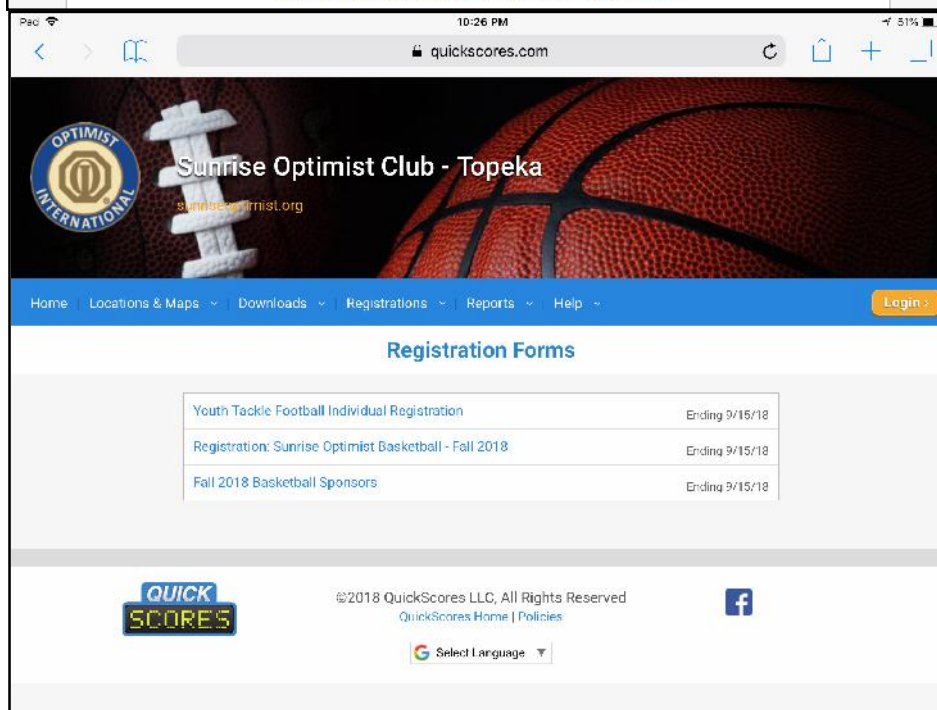 iPad 10:26 PM 51%
quickscores.com
OPTIMIST
INTERNATIONAL
Sunrise Optimist Club - Topeka
sunriseoptimist.org
Home | Locations & Maps | Downloads | Registrations | Reports | Help
Login ›
Registration Forms
Youth Tackle Football Individual Registration Ending 9/15/18
Registration: Sunrise Optimist Basketball - Fall 2018 Ending 9/15/18
Fall 2018 Basketball Sponsors Ending 9/15/18
QUICK
SCORES
©2018 QuickScores LLC, All Rights Reserved
QuickScores Home | Policies
f
G Select Language ▼